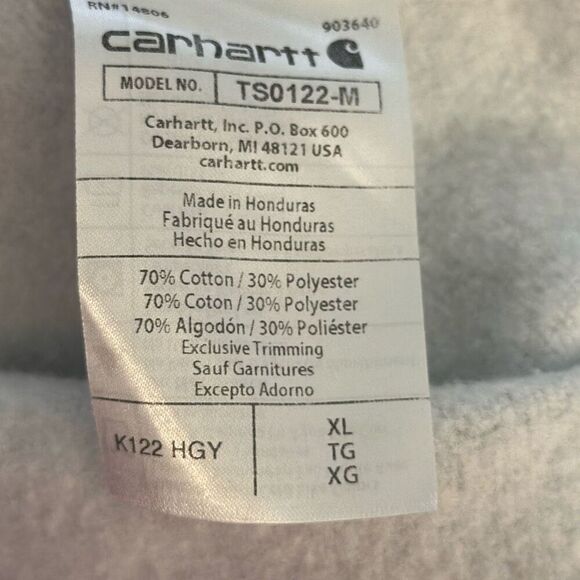 RN#14806
903640
carhartt
MODEL NO. TS0122-M
Carhartt, Inc. P.O. Box 600
Dearborn, MI 48121 USA
carhartt.com
Made in Honduras
Fabriqué au Honduras
Hecho en Honduras
70% Cotton / 30% Polyester
70% Coton / 30% Polyester
70% Algodón / 30% Poliéster
Exclusive Trimming
Sauf Garnitures
Excepto Adorno
K122 HGY
XL
TG
XG